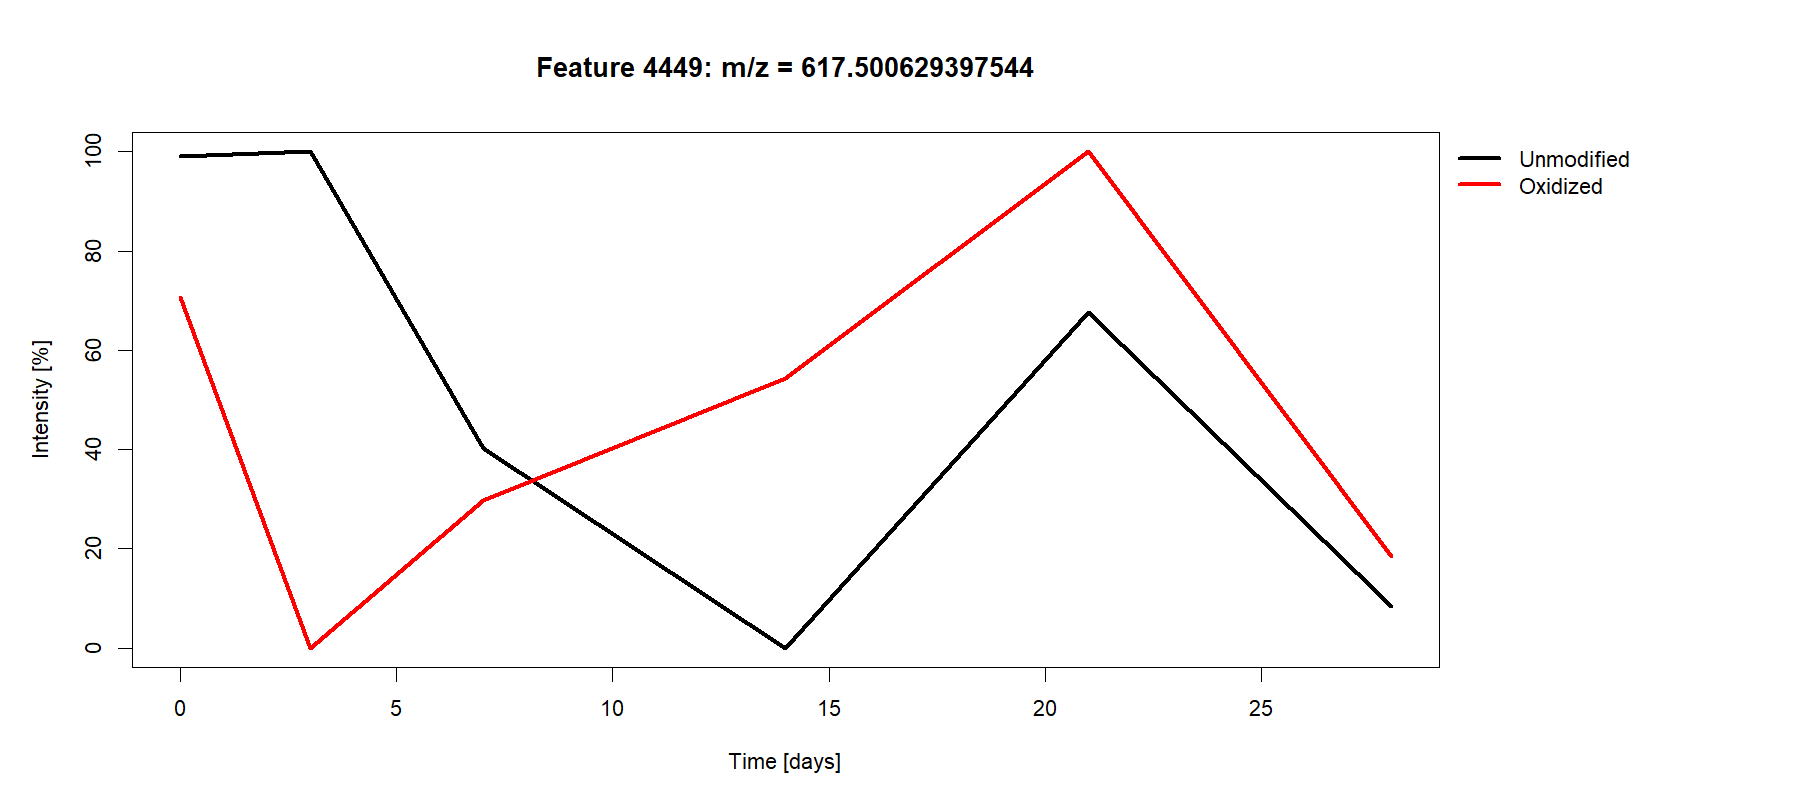 Feature 4449: m/z = 617.500629397544
Unmodified
Oxidized
100
80
60
40
20
0
Intensity [%]
0 5 10 15 20 25
Time [days]